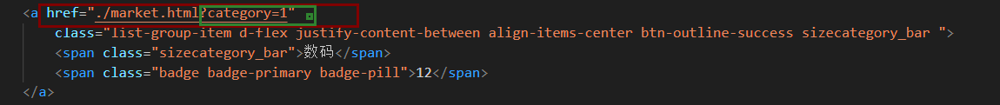 <a href="./market.html?category=1"
class="list-group-item d-flex justify-content-between align-items-center btn-outline-success sizecategory_bar ">
<span class="sizecategory_bar">数码</span>
<span class="badge badge-primary badge-pill">12</span>
</a>